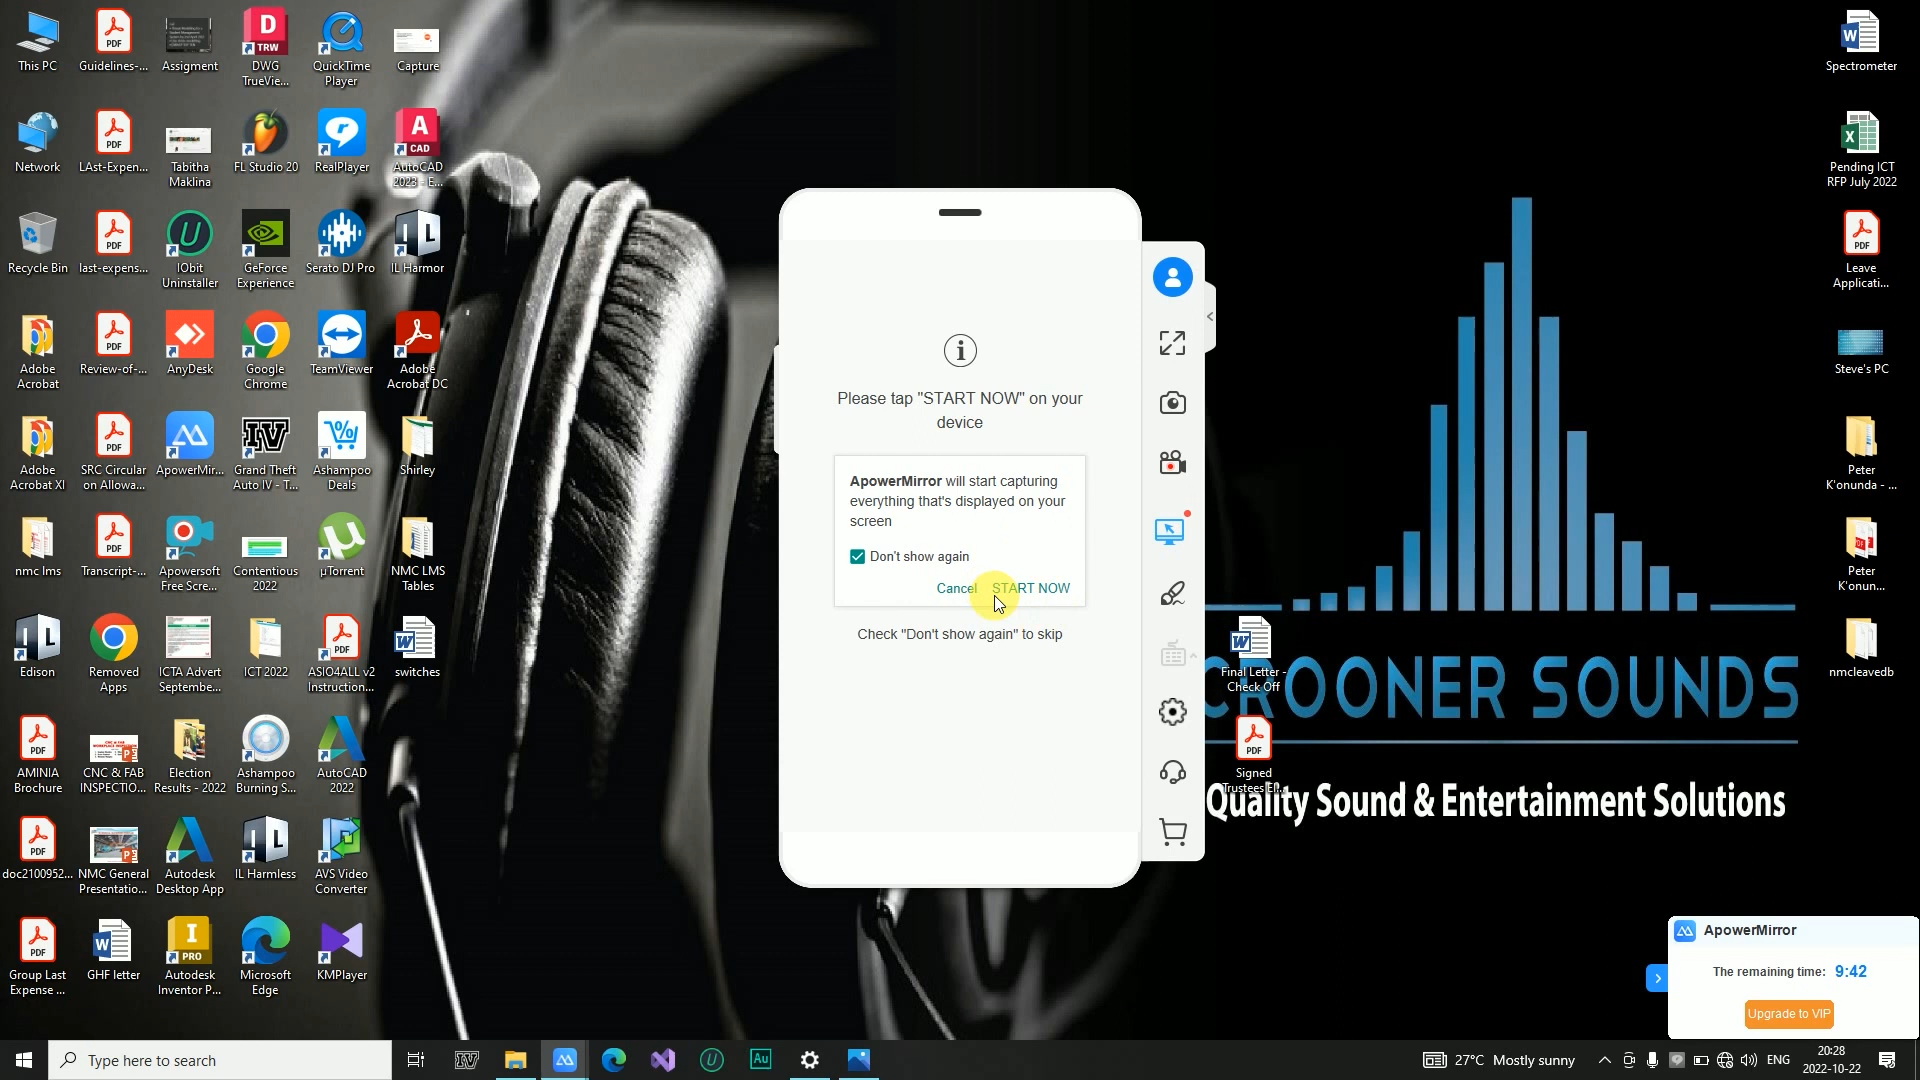 This PC
Guidelines-...
Assigment
DWG
TrueVie...
QuickTime
Player
Capture
Network
LAst-Expen...
Tabitha
Maklina
FL Studio 20
RealPlayer
AutoCAD
2023 - E...
Recycle Bin
last-expens...
IObit
Uninstaller
GeForce
Experience
Serato DJ Pro
IL Harmor
Adobe
Acrobat
Review-of-...
AnyDesk
Google
Chrome
TeamViewer
Adobe
Acrobat DC
Adobe
Acrobat XI
SRC Circular
on Allowa...
ApowerMir...
Grand Theft
Auto IV - T...
Ashampoo
Deals
Shirley
nmc lms
Transcript-...
Apowersoft
Free Scre...
Contentious
2022
µTorrent
NMC LMS
Tables
Edison
Removed
Apps
ICTA Advert
Septembe...
ICT 2022
ASIO4ALL v2
Instruction...
switches
AMINIA
Brochure
CNC & FAB
INSPECTIO...
Election
Results - 2022
Ashampoo
Burning S...
AutoCAD
2022
doc2100952...
NMC General
Presentatio...
Autodesk
Desktop App
IL Harmless
AVS Video
Converter
Group Last
Expense ...
GHF letter
Autodesk
Inventor P...
Microsoft
Edge
KMPlayer
Please tap "START NOW" on your
device
ApowerMirror will start capturing
everything that's displayed on your
screen
Don't show again
Cancel START NOW
Check "Don't show again" to skip
Spectrometer
Pending ICT
RFP July 2022
Leave
Applicati...
Steve's PC
Peter
K'onunda - ...
Peter
K'onun...
nmcleavedb
Final Letter -
Check Off
Signed
Trustees El...
CROONER SOUNDS
Quality Sound & Entertainment Solutions
ApowerMirror
The remaining time: 9:42
Upgrade to VIP
Type here to search
27°C Mostly sunny
ENG
20:28
2022-10-22